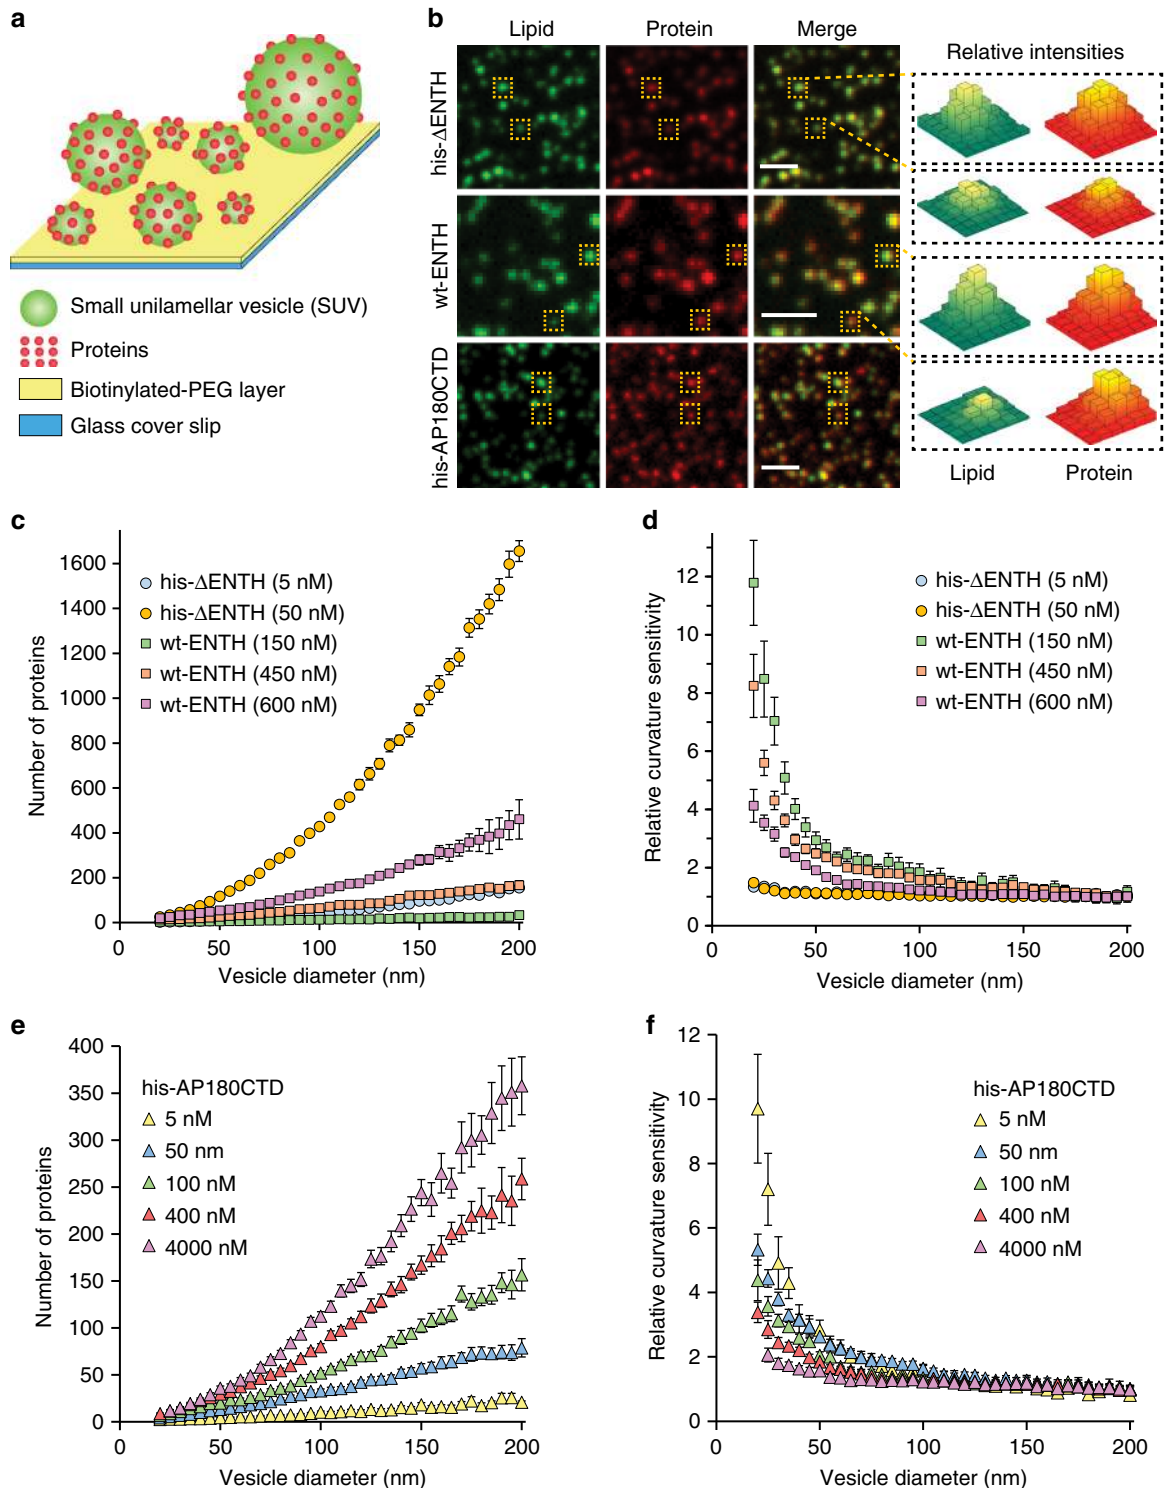 a
Small unilamellar vesicle (SUV)
Proteins
Biotinylated-PEG layer
Glass cover slip
b
Lipid
Protein
Merge
Relative intensities
his-ΔENTH
wt-ENTH
his-AP180CTD
Lipid
Protein
c
Number of proteins
1600
1400
1200
1000
800
600
400
200
0
his-ΔENTH (5 nM)
his-ΔENTH (50 nM)
wt-ENTH (150 nM)
wt-ENTH (450 nM)
wt-ENTH (600 nM)
0
50
100
150
200
Vesicle diameter (nm)
d
Relative curvature sensitivity
12
10
8
6
4
2
0
his-ΔENTH (5 nM)
his-ΔENTH (50 nM)
wt-ENTH (150 nM)
wt-ENTH (450 nM)
wt-ENTH (600 nM)
0
50
100
150
200
Vesicle diameter (nm)
e
Number of proteins
400
350
300
250
200
150
100
50
0
his-AP180CTD
5 nM
50 nm
100 nM
400 nM
4000 nM
0
50
100
150
200
Vesicle diameter (nm)
f
Relative curvature sensitivity
12
10
8
6
4
2
0
his-AP180CTD
5 nM
50 nM
100 nM
400 nM
4000 nM
0
50
100
150
200
Vesicle diameter (nm)